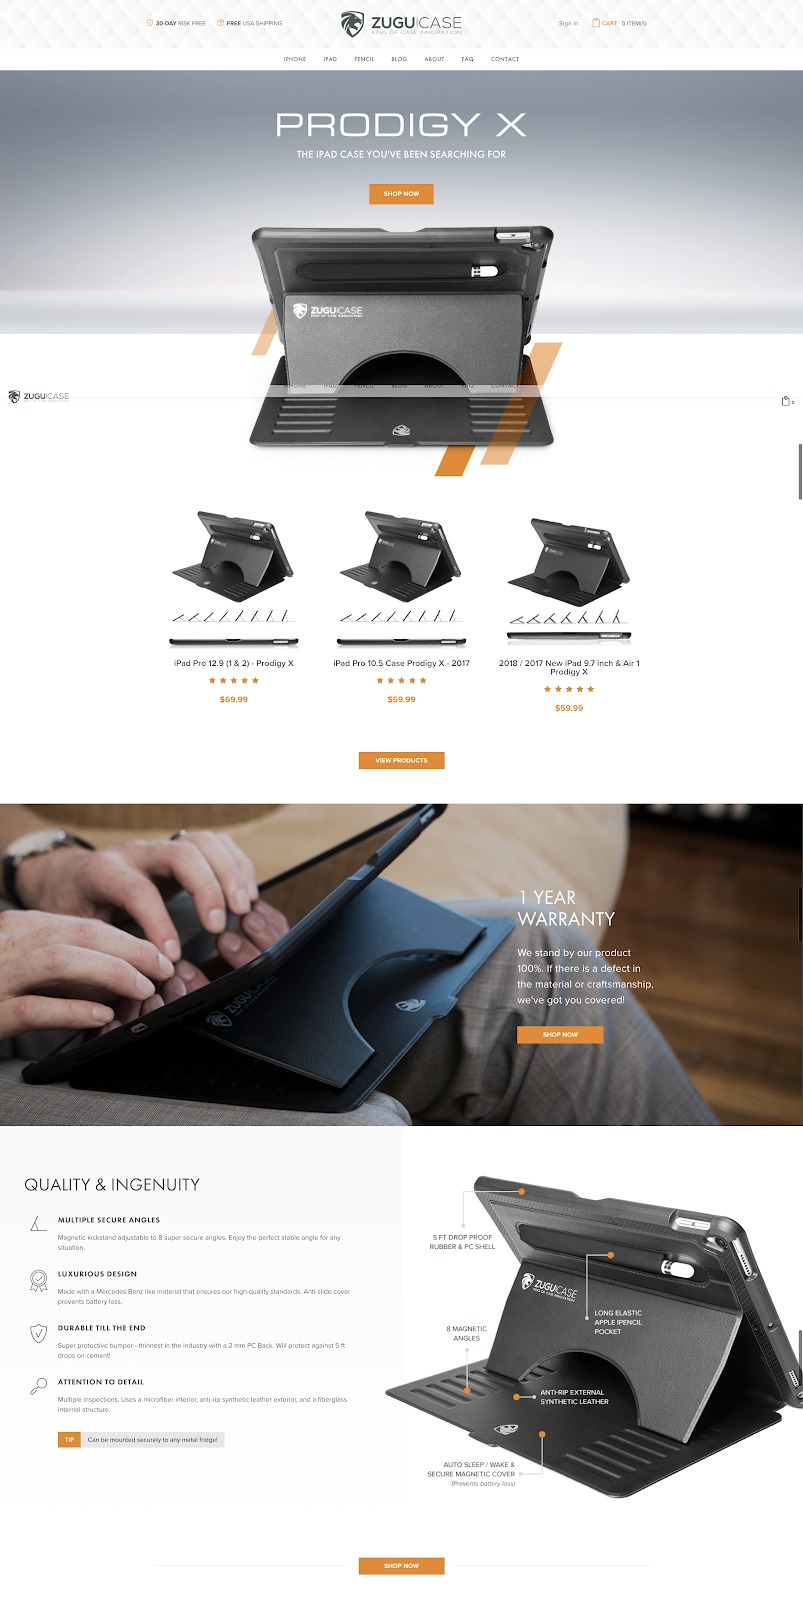 30-DAY RISK FREE
FREE USA SHIPPING
ZUGUICASE
KING OF CASE INNOVATION
Sign in
CART 0 ITEM(S)
IPHONE IPAD PENCIL BLOG ABOUT FAQ CONTACT
PRODIGY X
THE IPAD CASE YOU'VE BEEN SEARCHING FOR
SHOP NOW
ZUGUICASE
KING OF CASE INNOVATION
IPHONE IPAD PENCIL BLOG ABOUT FAQ CONTACT
ZUGUICASE
0
iPad Pro 12.9 (1 & 2) - Prodigy X
$69.99
iPad Pro 10.5 Case Prodigy X - 2017
$59.99
2018 / 2017 New iPad 9.7 inch & Air 1
Prodigy X
$59.99
VIEW PRODUCTS
ZUGUICASE
1 YEAR
WARRANTY
We stand by our product
100%. If there is a defect in
the material or craftsmanship,
we've got you covered!
SHOP NOW
QUALITY & INGENUITY
MULTIPLE SECURE ANGLES
Magnetic kickstand adjustable to 8 super secure angles. Enjoy the perfect stable angle for any
situation.
LUXURIOUS DESIGN
Made with a Mercedes Benz like material that ensures our high-quality standards. Anti-slide cover
prevents battery loss.
DURABLE TILL THE END
Super protective bumper—thinnest in the industry with a 2 mm PC Back. Will protect against 5 ft
drops on cement!
ATTENTION TO DETAIL
Multiple inspections. Uses a microfiber interior, anti-rip synthetic leather exterior, and a fiberglass
internal structure.
TIP Can be mounted securely to any metal fridge!
5 FT DROP PROOF
RUBBER & PC SHELL
ZUGUICASE
KING OF CASE INNOVATION
LONG ELASTIC
APPLE IPENCIL
POCKET
8 MAGNETIC
ANGLES
ANTI-RIP EXTERNAL
SYNTHETIC LEATHER
AUTO SLEEP / WAKE &
SECURE MAGNETIC COVER
(Prevents battery loss)
SHOP NOW